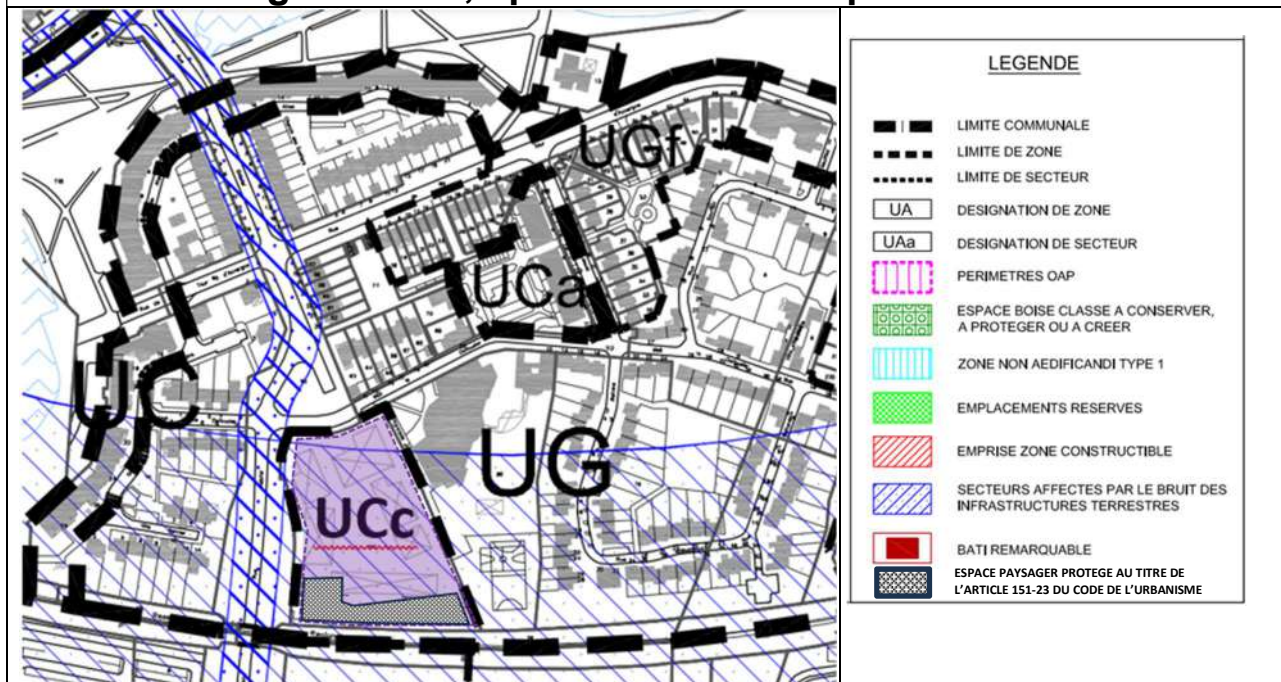 UGf
UCa
UC
UG
UCc
LEGENDE
LIMITE COMMUNALE
LIMITE DE ZONE
LIMITE DE SECTEUR
UA DESIGNATION DE ZONE
UAa DESIGNATION DE SECTEUR
PERIMETRES OAP
ESPACE BOISE CLASSE A CONSERVER,
A PROTEGER OU A CREER
ZONE NON AEDIFICANDI TYPE 1
EMPLACEMENTS RESERVES
EMPRISE ZONE CONSTRUCTIBLE
SECTEURS AFFECTES PAR LE BRUIT DES
INFRASTRUCTURES TERRESTRES
BATI REMARQUABLE
ESPACE PAYSAGER PROTEGE AU TITRE DE
L'ARTICLE 151-23 DU CODE DE L'URBANISME